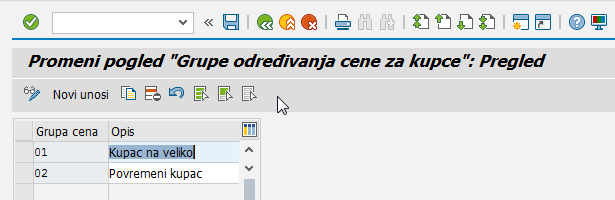 Promeni pogled "Grupe određivanja cene za kupce": Pregled
Novi unosi
Grupa cena Opis
01 Kupac na veliko
02 Povremeni kupac